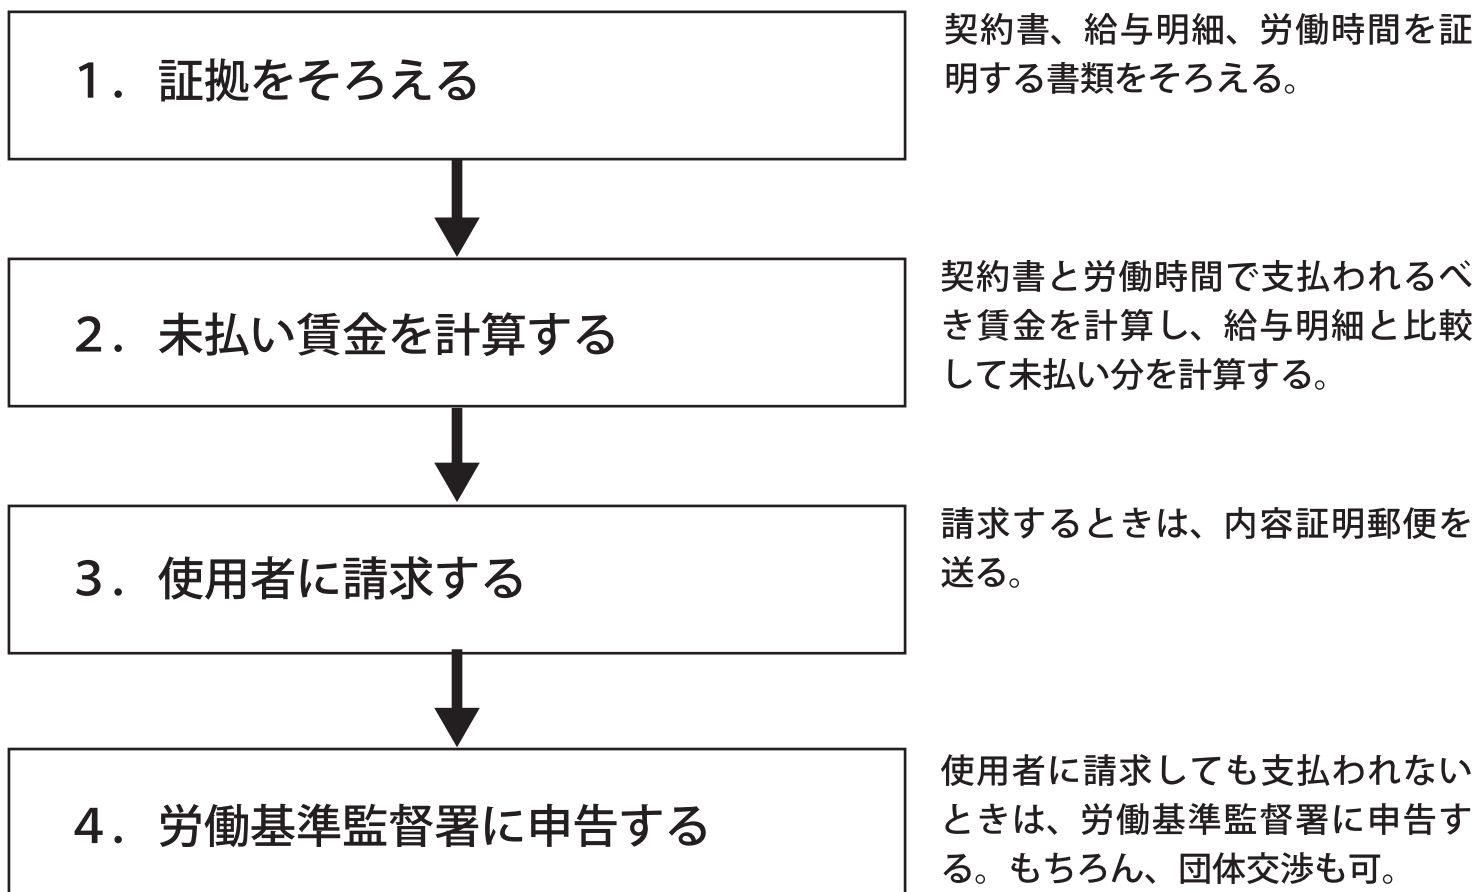 1．証拠をそろえる
契約書、給与明細、労働時間を証
明する書類をそろえる。
2．未払い賃金を計算する
契約書と労働時間で支払われるべ
き賃金を計算し、給与明細と比較
して未払い分を計算する。
3．使用者に請求する
請求するときは、内容証明郵便を
送る。
4．労働基準監督署に申告する
使用者に請求しても支払われない
ときは、労働基準監督署に申告す
る。もちろん、団体交渉も可。